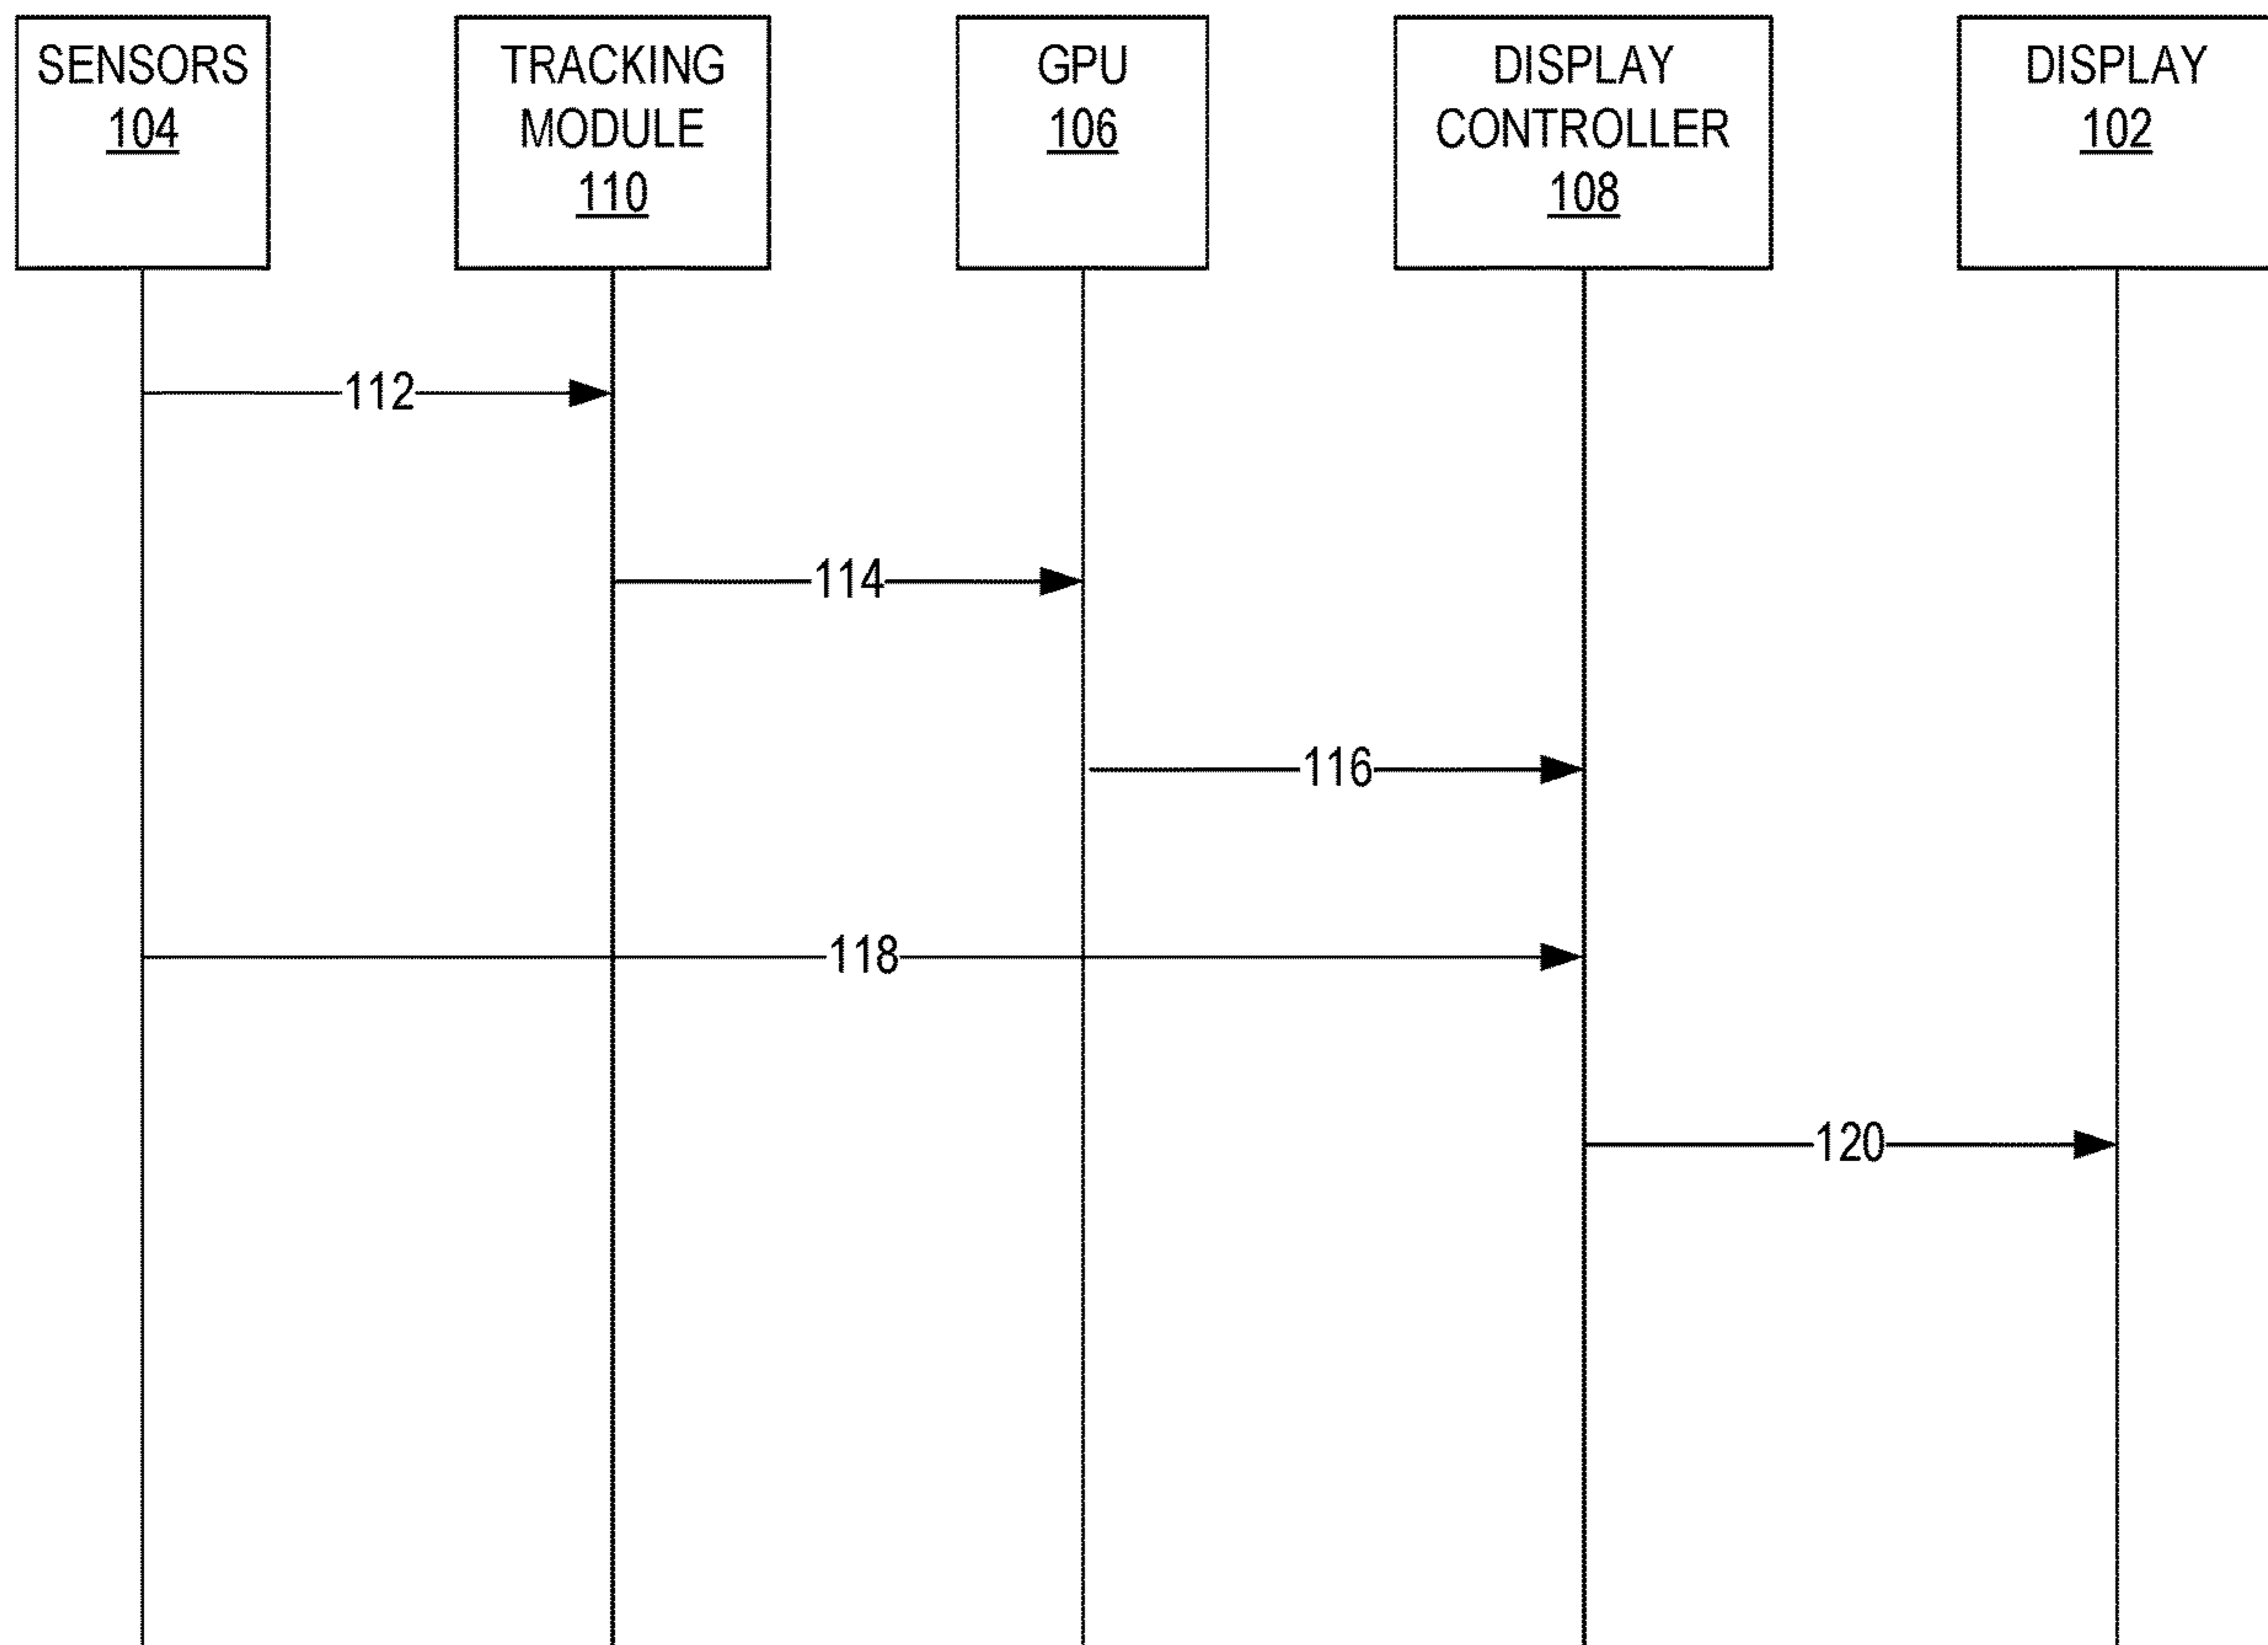 SENSORS
104
TRACKING
MODULE
110
GPU
106
DISPLAY
CONTROLLER
108
DISPLAY
102
112
114
116
118
120